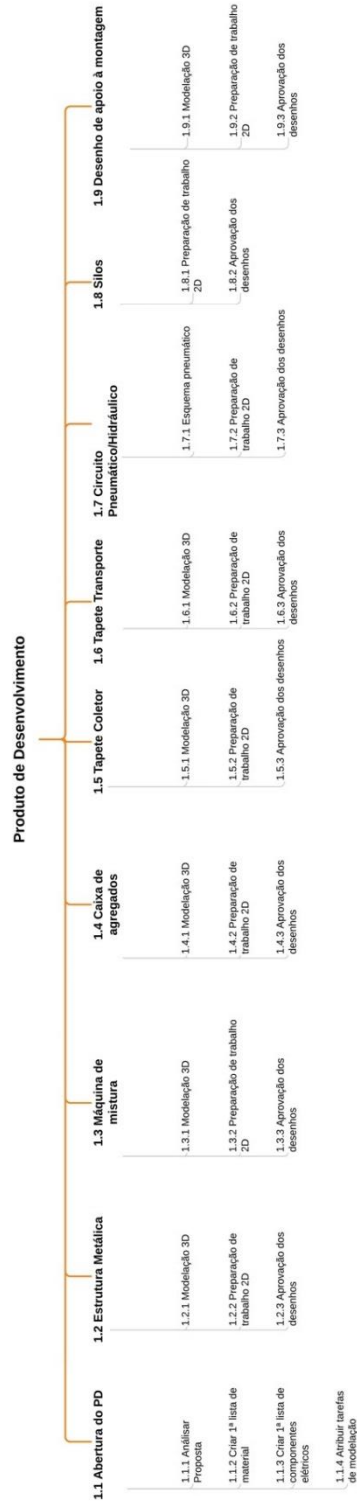 Produto de Desenvolvimento
1.1 Abertura do PD
1.1.1 Análisar
Proposta
1.1.2 Criar 1ª lista de
material
1.1.3 Criar 1ª lista de
componentes
elétricos
1.1.4 Atribuir tarefas
de modelação
1.2 Estrutura Metálica
1.2.1 Modelação 3D
1.2.2 Preparação de
trabalho 2D
1.2.3 Aprovação dos
desenhos
1.3 Máquina de
mistura
1.3.1 Modelação 3D
1.3.2 Preparação de trabalho
2D
1.3.3 Aprovação dos
desenhos
1.4 Caixa de
agregados
1.4.1 Modelação 3D
1.4.2 Preparação de
trabalho 2D
1.4.3 Aprovação dos
desenhos
1.5 Tapete Coletor
1.5.1 Modelação 3D
1.5.2 Preparação de
trabalho 2D
1.5.3 Aprovação dos desenhos
1.6 Tapete Transporte
1.6.1 Modelação 3D
1.6.2 Preparação de
trabalho 2D
1.6.3 Aprovação dos
desenhos
1.7 Circuito
Pneumático/Hidráulico
1.7.1 Esquema pneumático
1.7.2 Preparação de
trabalho 2D
1.7.3 Aprovação dos desenhos
1.8 Silos
1.8.1 Preparação de trabalho
2D
1.8.2 Aprovação dos
desenhos
1.9 Desenho de apoio à montagem
1.9.1 Modelação 3D
1.9.2 Preparação de trabalho
2D
1.9.3 Aprovação dos
desenhos